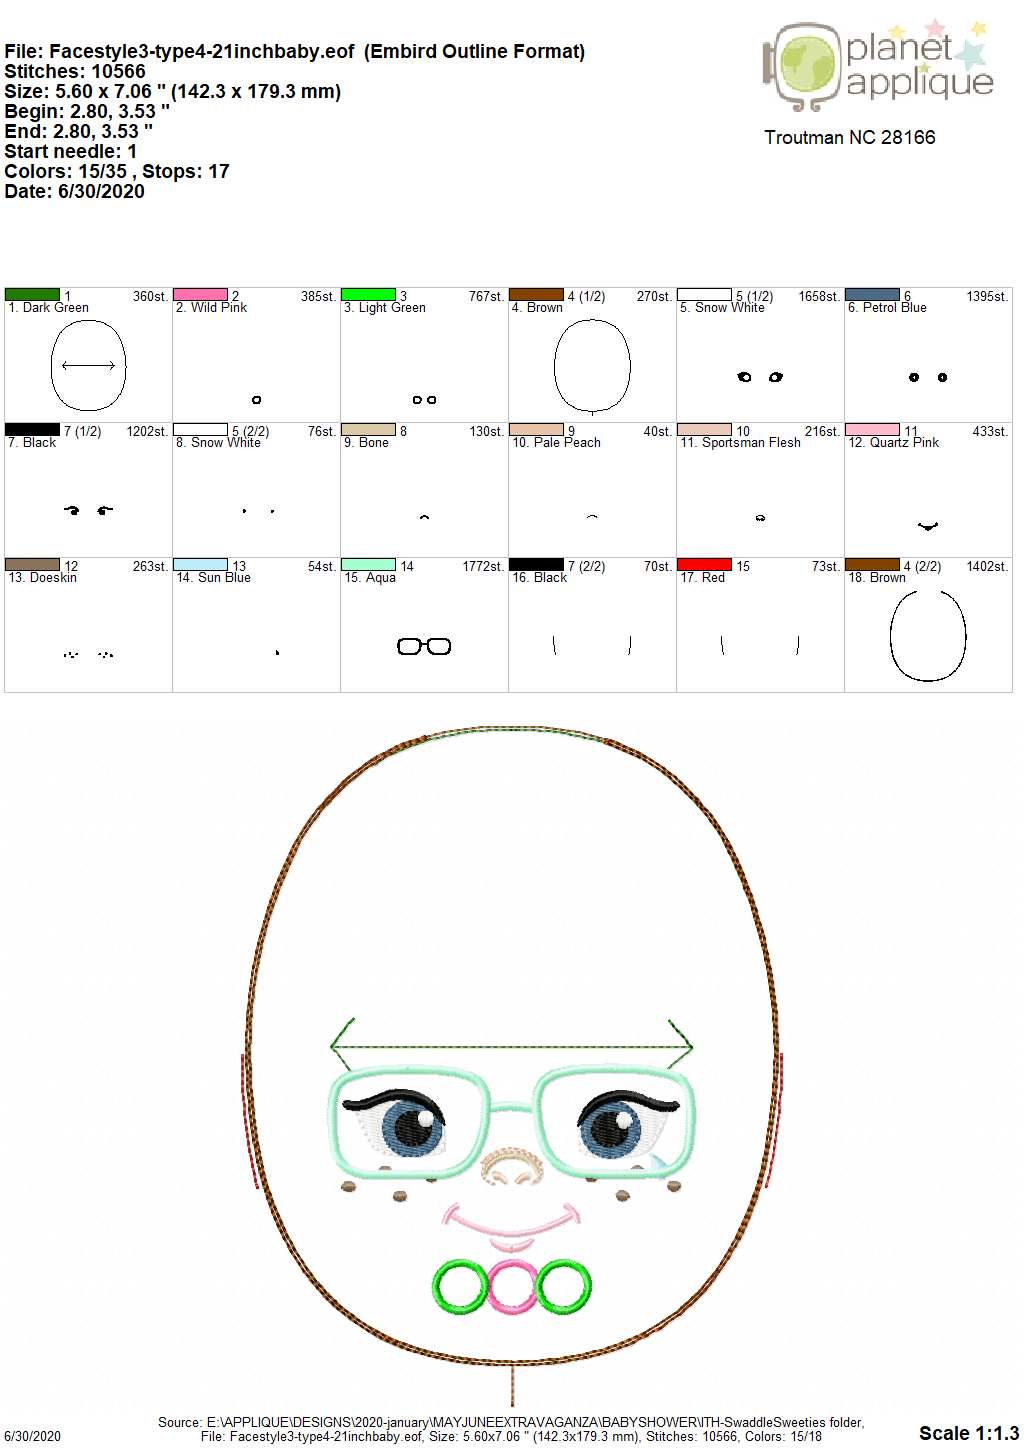 File: Facestyle3-type4-21inchbaby.eof (Embird Outline Format)
Stitches: 10566
Size: 5.60 x 7.06 " (142.3 x 179.3 mm)
Begin: 2.80, 3.53 "
End: 2.80, 3.53 "
Start needle: 1
Colors: 15/35 , Stops: 17
Date: 6/30/2020
planet
applique
Troutman NC 28166
1 360st.
1. Dark Green
2 385st.
2. Wild Pink
3 767st.
3. Light Green
4 (1/2) 270st.
4. Brown
5 (1/2) 1658st.
5. Snow White
6 1395st.
6. Petrol Blue
7 (1/2) 1202st.
7. Black
5 (2/2) 76st.
8. Snow White
8 130st.
9. Bone
9 40st.
10. Pale Peach
10 216st.
11. Sportsman Flesh
11 433st.
12. Quartz Pink
12 263st.
13. Doeskin
13 54st.
14. Sun Blue
14 1772st.
15. Aqua
7 (2/2) 70st.
16. Black
15 73st.
17. Red
4 (2/2) 1402st.
18. Brown
Source: E:\APPLIQUE\DESIGNS\2020-january\MAYJUNEEXTRAVAGANZA\BABYSHOWER\ITH-SwaddleSweeties folder,
6/30/2020 File: Facestyle3-type4-21inchbaby.eof, Size: 5.60x7.06 " (142.3x179.3 mm), Stitches: 10566, Colors: 15/18 Scale 1:1.3